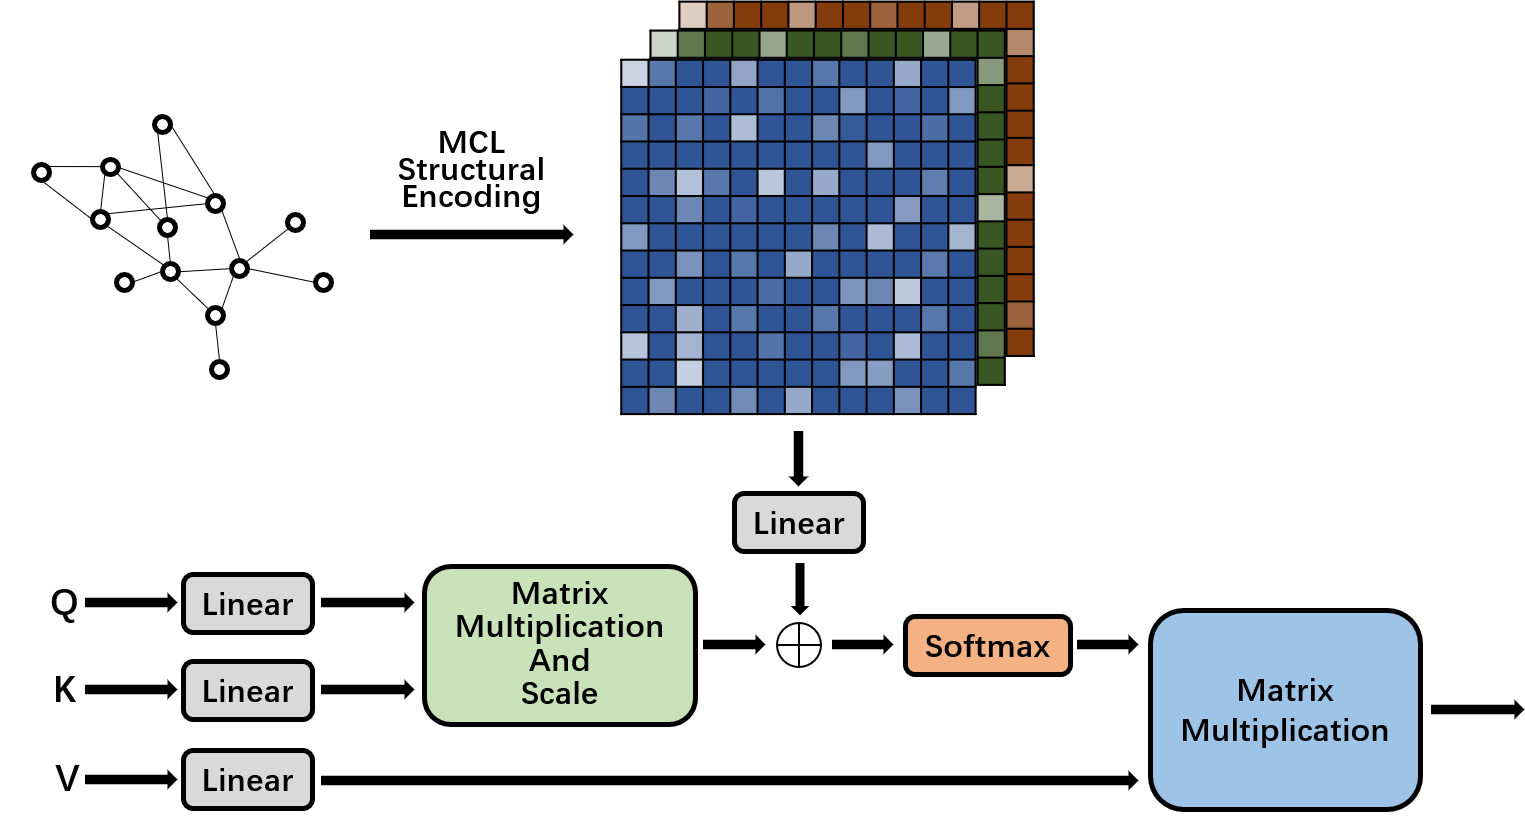 MCL
Structural
Encoding
Linear
Q
Linear
Matrix
Multiplication
And
Scale
K
Linear
Softmax
Matrix
Multiplication
V
Linear